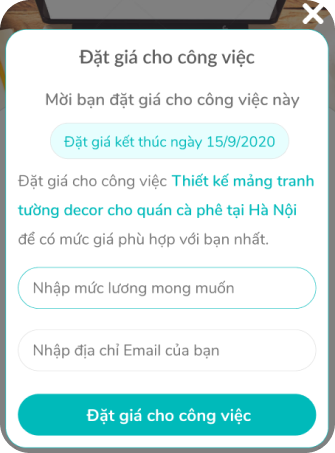 Đặt giá cho công việc
Mời bạn đặt giá cho công việc này
Đặt giá kết thúc ngày 15/9/2020
Đặt giá cho công việc Thiết kế mảng tranh
tường decor cho quán cà phê tại Hà Nội
để có mức giá phù hợp với bạn nhất.
Nhập mức lương mong muốn
Nhập địa chỉ Email của bạn
Đặt giá cho công việc